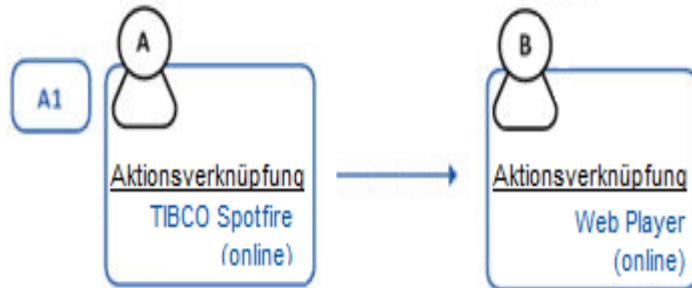 A
B
A1
Aktionsverknüpfung
TIBCO Spotfire
(online)
Aktionsverknüpfung
Web Player
(online)